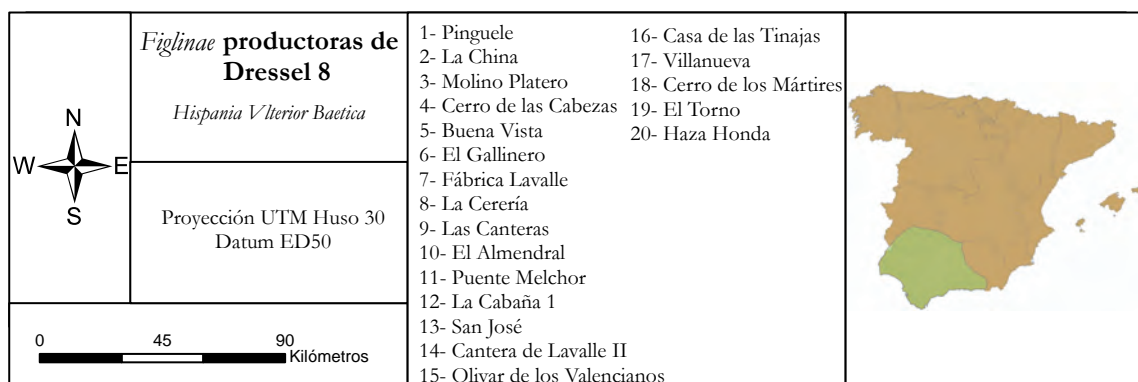 N
W E
S
Figlinae productoras de
Dressel 8
Hispania Vlterior Baetica
Proyección UTM Huso 30
Datum ED50
0 45 90
Kilómetros
1- Pinguele
2- La China
3- Molino Platero
4- Cerro de las Cabezas
5- Buena Vista
6- El Gallinero
7- Fábrica Lavalle
8- La Cerería
9- Las Canteras
10- El Almendral
11- Puente Melchor
12- La Cabaña 1
13- San José
14- Cantera de Lavalle II
15- Olivar de los Valencianos
16- Casa de las Tinajas
17- Villanueva
18- Cerro de los Mártires
19- El Torno
20- Haza Honda